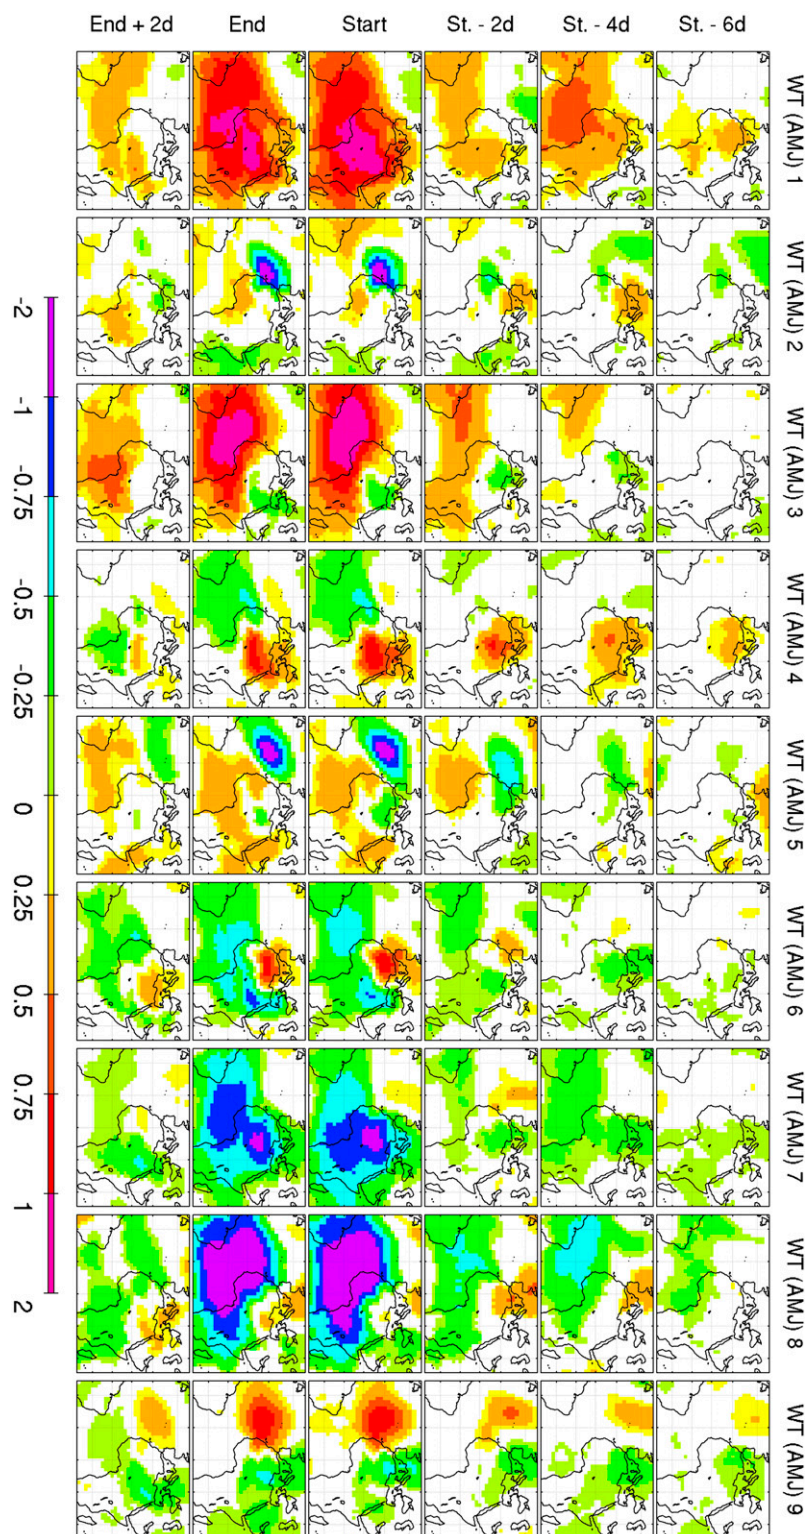 End + 2d
End
Start
St. - 2d
St. - 4d
St. - 6d
WT (AMJ) 1
WT (AMJ) 2
WT (AMJ) 3
WT (AMJ) 4
WT (AMJ) 5
WT (AMJ) 6
WT (AMJ) 7
WT (AMJ) 8
WT (AMJ) 9
-2
-1
-0.75
-0.5
-0.25
0
0.25
0.5
0.75
1
2